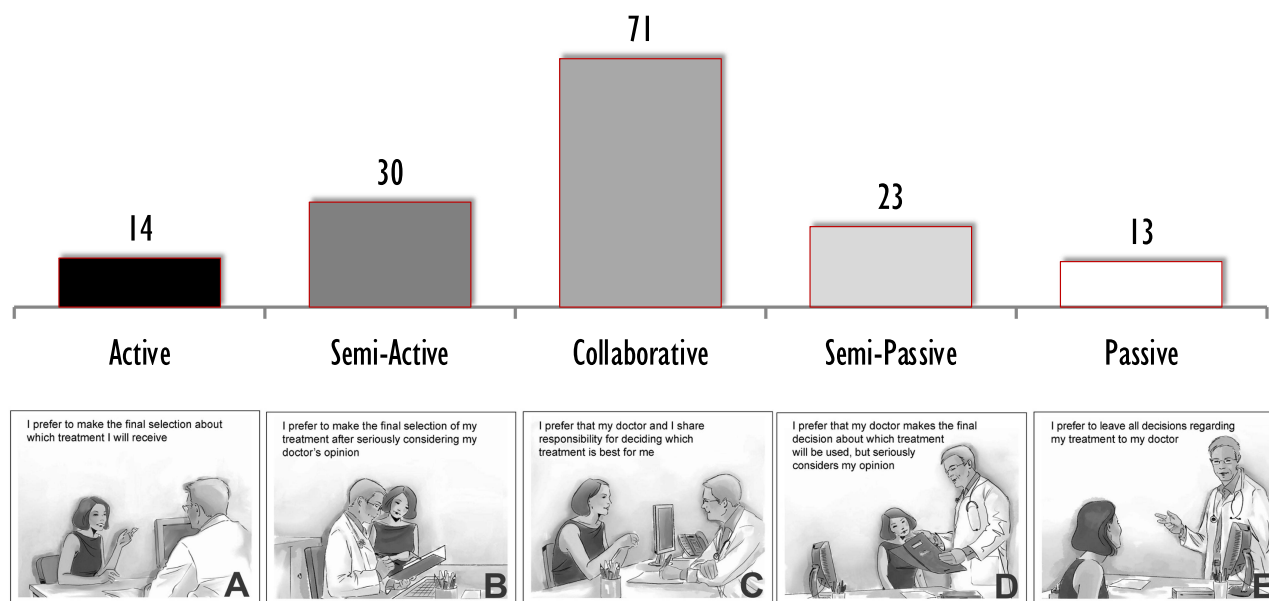 71
30
23
14
13
Active
Semi-Active
Collaborative
Semi-Passive
Passive
I prefer to make the final selection about
which treatment I will receive
A
I prefer to make the final selection of my
treatment after seriously considering my
doctor's opinion
B
I prefer that my doctor and I share
responsibility for deciding which
treatment is best for me
C
I prefer that my doctor makes the final
decision about which treatment
will be used, but seriously
considers my opinion
D
I prefer to leave all decisions regarding
my treatment to my doctor
E